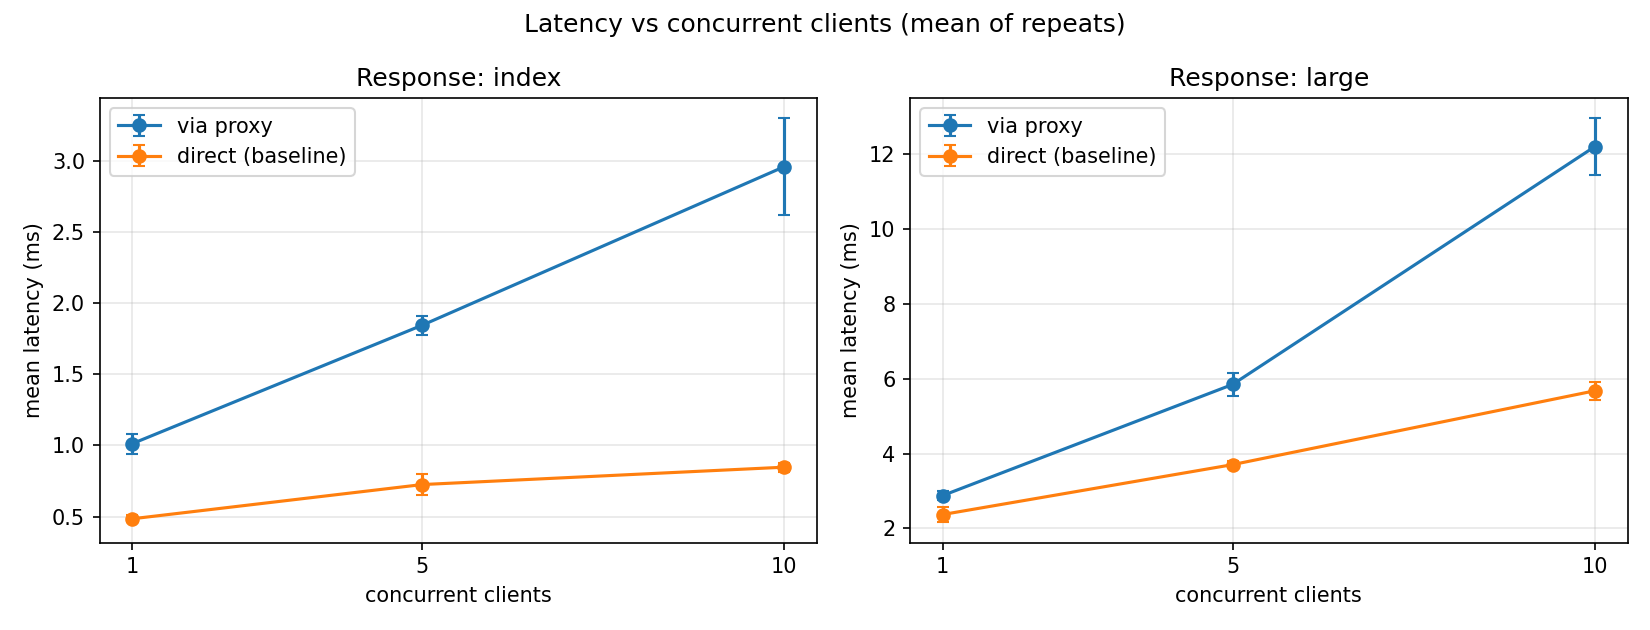 Latency vs concurrent clients (mean of repeats)
Response: index
via proxy
direct (baseline)
mean latency (ms)
3.0
2.5
2.0
1.5
1.0
0.5
1 5 10
concurrent clients
Response: large
via proxy
direct (baseline)
mean latency (ms)
12
10
8
6
4
2
1 5 10
concurrent clients